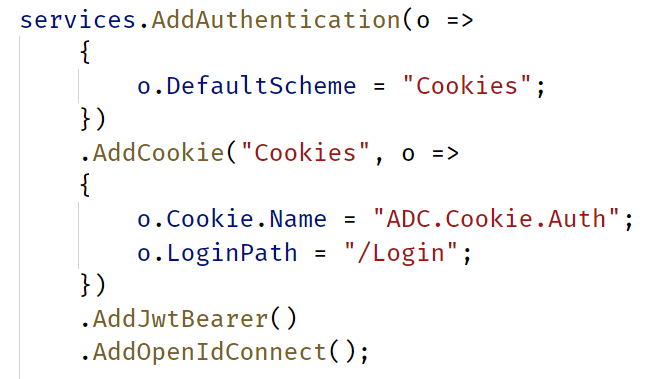 services.AddAuthentication(o =>
{
o.DefaultScheme = "Cookies";
})
.AddCookie("Cookies", o =>
{
o.Cookie.Name = "ADC.Cookie.Auth";
o.LoginPath = "/Login";
})
.AddJwtBearer()
.AddOpenIdConnect();